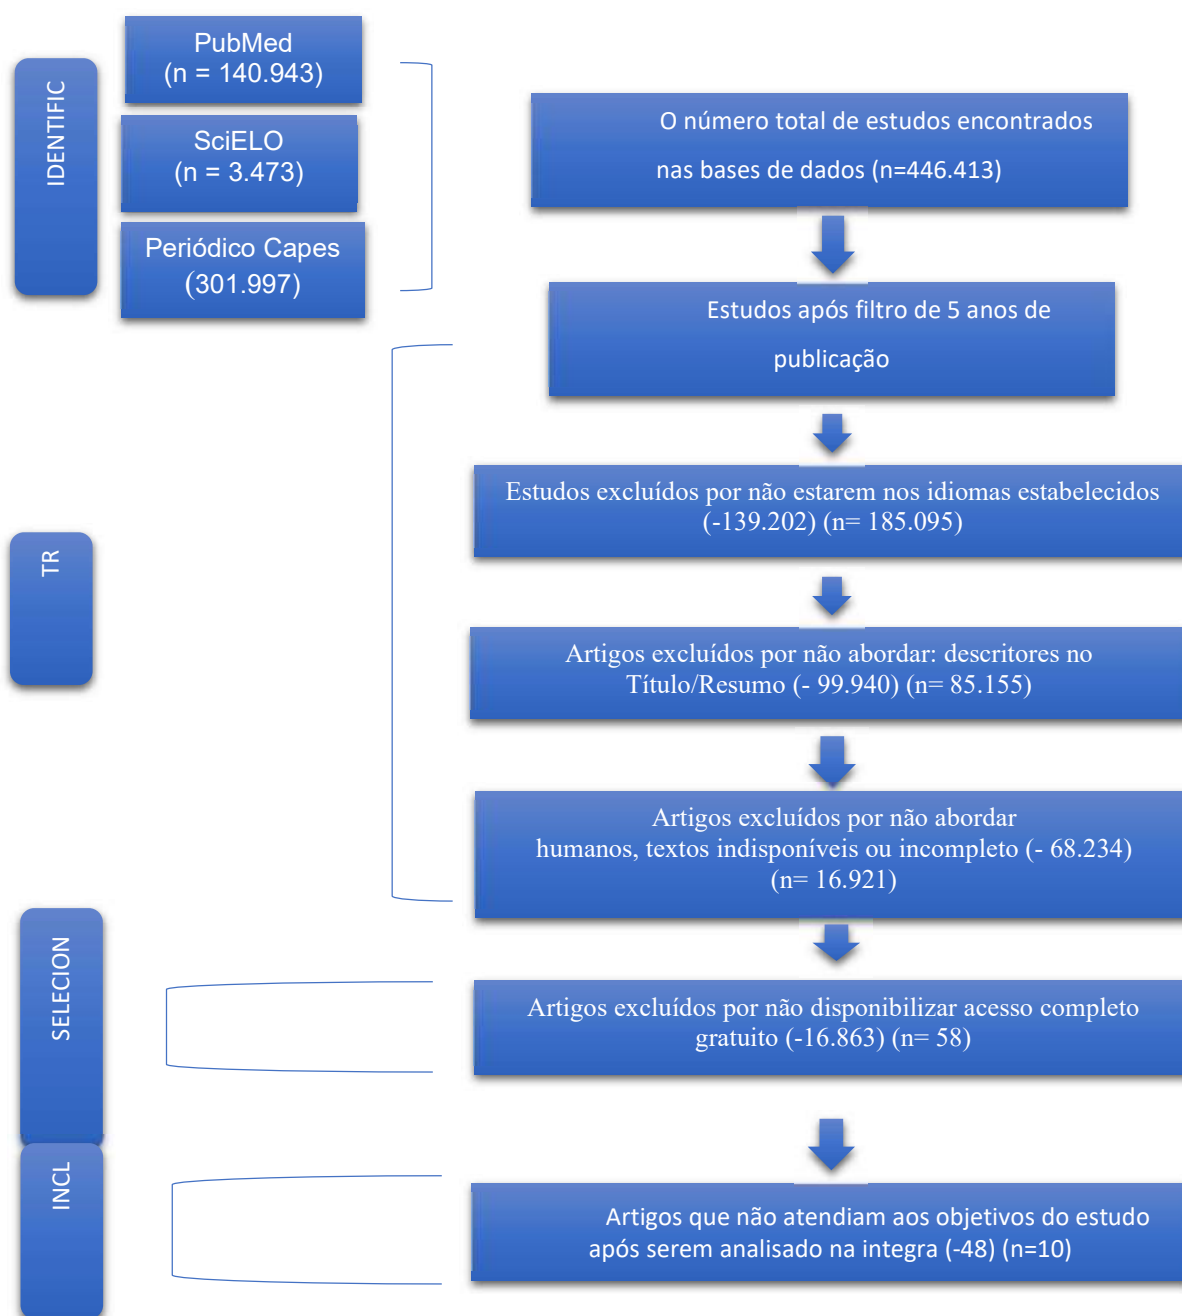 IDENTIFIC
PubMed
(n = 140.943)
SciELO
(n = 3.473)
Periódico Capes
(301.997)
O número total de estudos encontrados
nas bases de dados (n=446.413)
Estudos após filtro de 5 anos de
publicação
TR
Estudos excluídos por não estarem nos idiomas estabelecidos
(-139.202) (n= 185.095)
Artigos excluídos por não abordar: descritores no
Título/Resumo (- 99.940) (n= 85.155)
Artigos excluídos por não abordar
humanos, textos indisponíveis ou incompleto (- 68.234)
(n= 16.921)
SELECION
Artigos excluídos por não disponibilizar acesso completo
gratuito (-16.863) (n= 58)
INCL
Artigos que não atendiam aos objetivos do estudo
após serem analisado na integra (-48) (n=10)